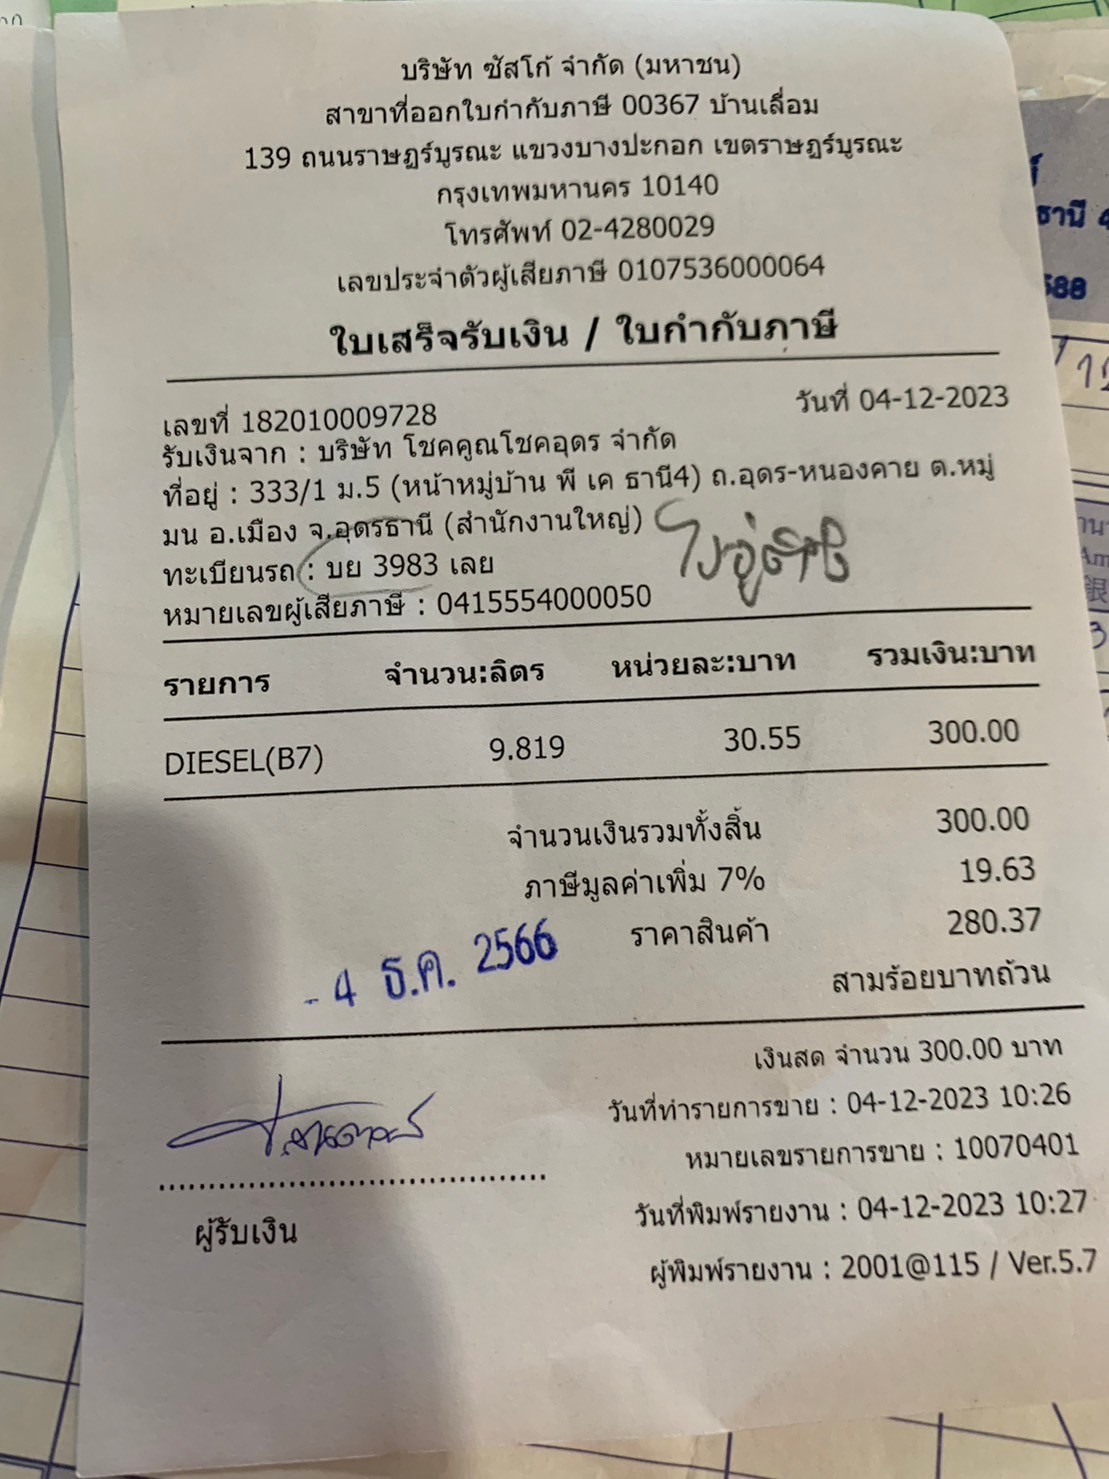 บริษัท ซัสโก้ จำกัด (มหาชน)
สาขาที่ออกใบกำกับภาษี 00367 บ้านเลื่อม
139 ถนนราษฎร์บูรณะ แขวงบางปะกอก เขตราษฎร์บูรณะ
กรุงเทพมหานคร 10140
โทรศัพท์ 02-4280029
เลขประจำตัวผู้เสียภาษี 0107536000064
ใบเสร็จรับเงิน / ใบกำกับภาษี
เลขที่ 182010009728 วันที่ 04-12-2023
รับเงินจาก : บริษัท โชคคูณโชคอุดร จำกัด
ที่อยู่ : 333/1 ม.5 (หน้าหมู่บ้าน พี เค ธานี4) ถ.อุดร-หนองคาย ต.หมู่
มน อ.เมือง จ.อุดรธานี (สำนักงานใหญ่)
ทะเบียนรถ : บย 3983 เลย
หมายเลขผู้เสียภาษี : 0415554000050
รายการ จำนวน:ลิตร หน่วยละ:บาท รวมเงิน:บาท
DIESEL(B7) 9.819 30.55 300.00
จำนวนเงินรวมทั้งสิ้น 300.00
ภาษีมูลค่าเพิ่ม 7% 19.63
ราคาสินค้า 280.37
- 4 ธ.ค. 2566
สามร้อยบาทถ้วน
เงินสด จำนวน 300.00 บาท
วันที่ทำรายการขาย : 04-12-2023 10:26
หมายเลขรายการขาย : 10070401
วันที่พิมพ์รายงาน : 04-12-2023 10:27
ผู้รับเงิน
ผู้พิมพ์รายงาน : 2001@115 / Ver.5.7
ธานี 4
588